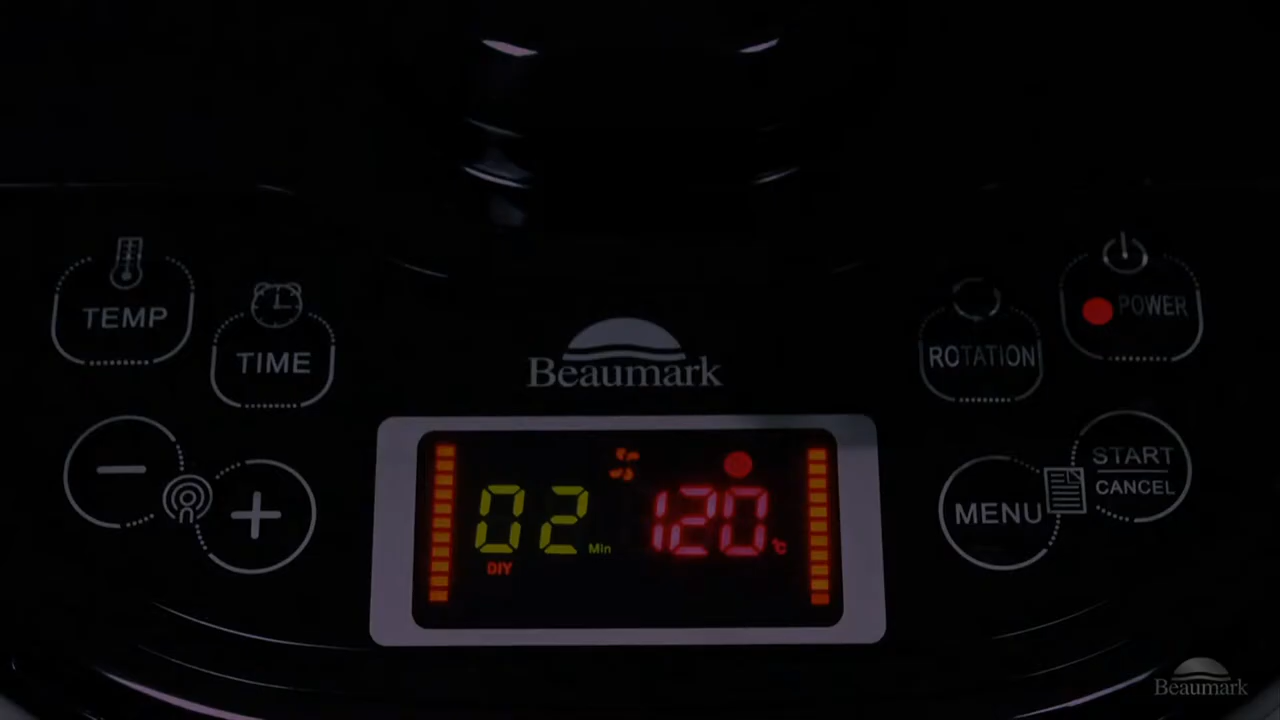 TEMP
TIME
Beaumark
ROTATION
POWER
02 Min
120 °C
DIY
MENU
START
CANCEL
Beaumark